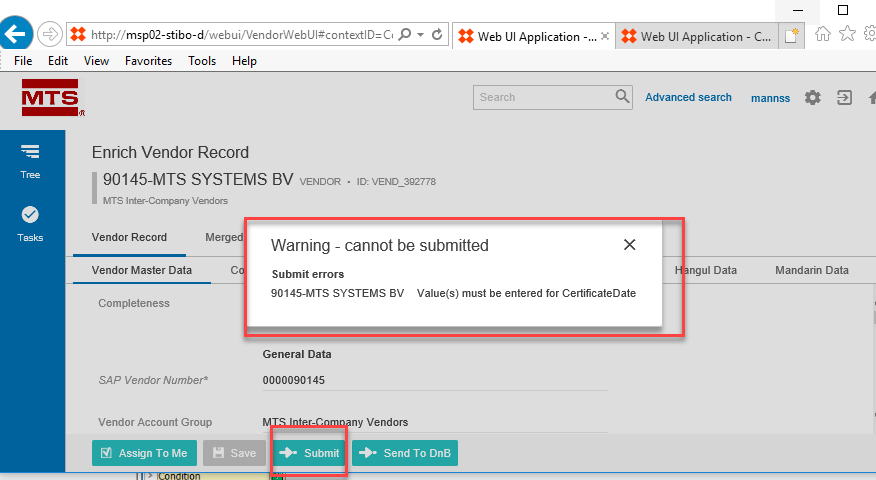 http://msp02-stibo-d/webui/VendorWebUI#contextID=Co
Web UI Application - ...
Web UI Application - C...
File Edit View Favorites Tools Help
MTS®
Search
Advanced search
mannss
Enrich Vendor Record
90145-MTS SYSTEMS BV VENDOR • ID: VEND_392778
MTS Inter-Company Vendors
Tree
Tasks
Vendor Record
Merged
Vendor Master Data
Co
Hangul Data
Mandarin Data
Warning - cannot be submitted
Submit errors
90145-MTS SYSTEMS BV Value(s) must be entered for CertificateDate
Completeness
General Data
SAP Vendor Number* 0000090145
Vendor Account Group MTS Inter-Company Vendors
Assign To Me
Save
Submit
Send To DnB
Condition